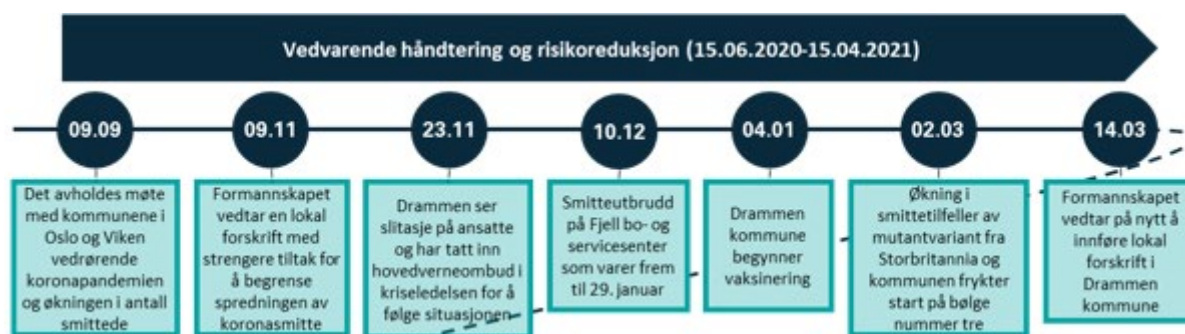 Vedvarende håndtering og risikoreduksjon (15.06.2020-15.04.2021)
09.09
09.11
23.11
10.12
04.01
02.03
14.03
Det avholdes møte
med kommunene i
Oslo og Viken
vedrørende
koronapandemien
og økningen i antall
smittede
Formannskapet
vedtar en lokal
forskrift med
strengere tiltak for
å begrense
spredningen av
koronasmitte
Drammen ser
slitasje på ansatte
og har tatt inn
hovedverneombud i
kriseledelsen for å
følge situasjonen
Smitteutbrudd
på Fjell bo- og
servicesenter
som varer frem
til 29. januar
Drammen
kommune
begynner
vaksinering
Økning i
smittetilfeller av
mutantvariant fra
Storbritannia og
kommunen frykter
start på bølge
nummer tre
Formannskapet
vedtar på nytt å
innføre lokal
forskrift i
Drammen
kommune